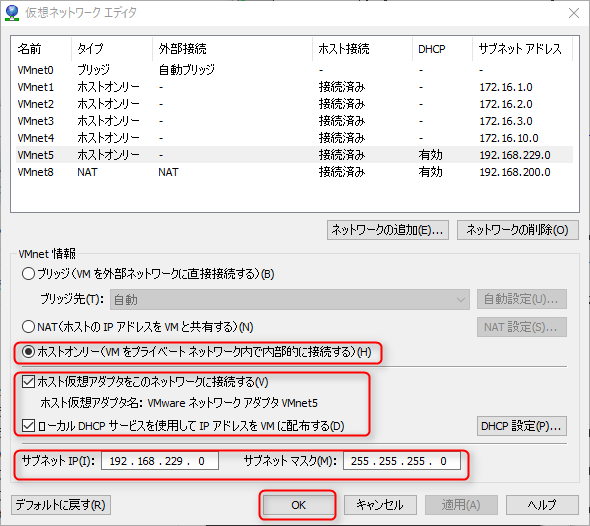 仮想ネットワーク エディタ
名前 タイプ 外部接続 ホスト接続 DHCP サブネット アドレス
VMnet0 ブリッジ 自動ブリッジ - - -
VMnet1 ホストオンリー - 接続済み - 172.16.1.0
VMnet2 ホストオンリー - 接続済み - 172.16.2.0
VMnet3 ホストオンリー - 接続済み - 172.16.3.0
VMnet4 ホストオンリー - 接続済み - 172.16.10.0
VMnet5 ホストオンリー - 接続済み 有効 192.168.229.0
VMnet8 NAT NAT 接続済み 有効 192.168.200.0
ネットワークの追加(E)... ネットワークの削除(O)
VMnet 情報
ブリッジ(VM を外部ネットワークに直接接続する)(B)
ブリッジ先(T): 自動 自動設定(U)...
NAT(ホストの IP アドレスを VM と共有する)(N) NAT 設定(S)...
ホストオンリー(VM をプライベート ネットワーク内で内部的に接続する)(H)
ホスト仮想アダプタをこのネットワークに接続する(V)
ホスト仮想アダプタ名: VMware ネットワーク アダプタ VMnet5
ローカル DHCP サービスを使用して IP アドレスを VM に配布する(D) DHCP 設定(P)...
サブネット IP(I): 192 . 168 . 229 . 0 サブネット マスク(M): 255 . 255 . 255 . 0
デフォルトに戻す(R) OK キャンセル 適用(A) ヘルプ